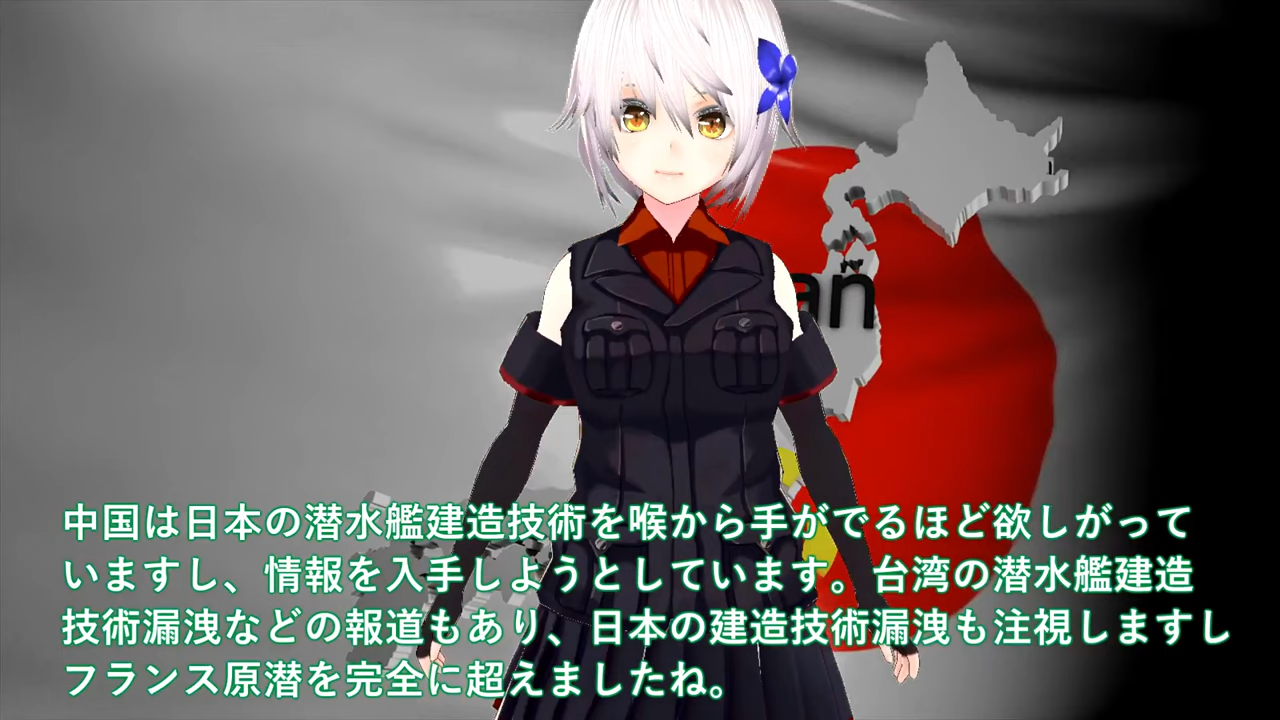 an
中国は日本の潜水艦建造技術を喉から手がでるほど欲しがって
いますし、情報を入手しようとしています。台湾の潜水艦建造
技術漏洩などの報道もあり、日本の建造技術漏洩も注視しますし
フランス原潜を完全に超えましたね。